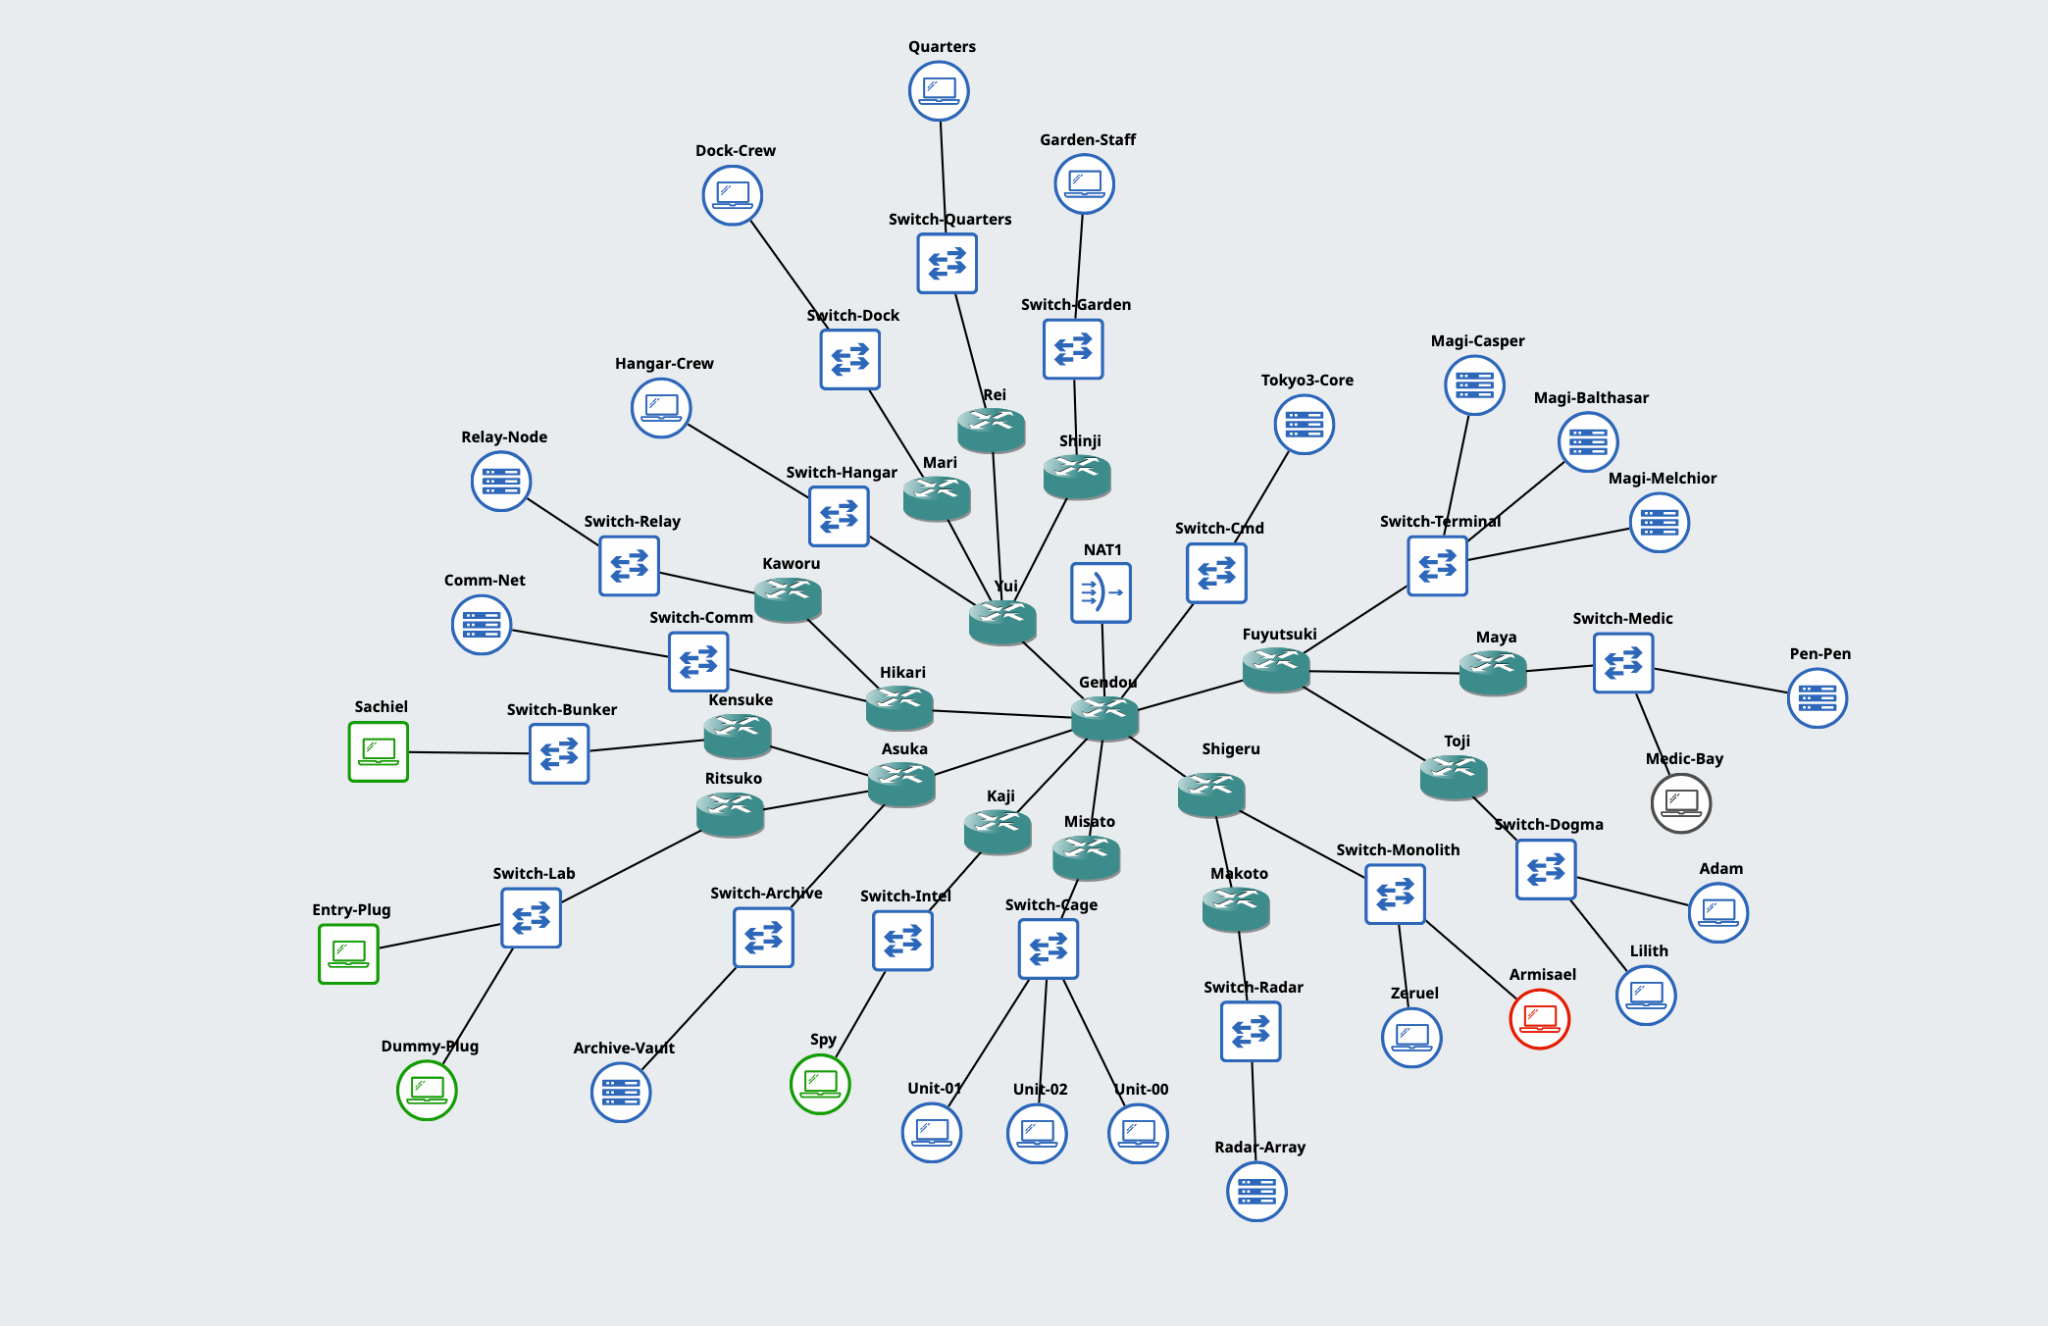 Quarters
Garden-Staff
Dock-Crew
Switch-Quarters
Switch-Garden
Switch-Dock
Magi-Casper
Hangar-Crew
Tokyo3-Core
Rei
Magi-Balthasar
Relay-Node
Shinji
Mari
Switch-Hangar
Magi-Melchior
Switch-Relay
Switch-Terminal
Switch-Cmd
NAT1
Kaworu
Comm-Net
Yui
Switch-Comm
Switch-Medic
Fuyutsuki
Maya
Pen-Pen
Hikari
Gendou
Kensuke
Sachiel
Switch-Bunker
Toji
Asuka
Shigeru
Medic-Bay
Ritsuko
Kaji
Misato
Switch-Dogma
Switch-Monolith
Adam
Switch-Lab
Makoto
Switch-Archive
Switch-Intel
Switch-Cage
Entry-Plug
Lilith
Armisael
Switch-Radar
Zeruel
Spy
Dummy-Plug
Archive-Vault
Unit-01
Unit-02
Unit-00
Radar-Array